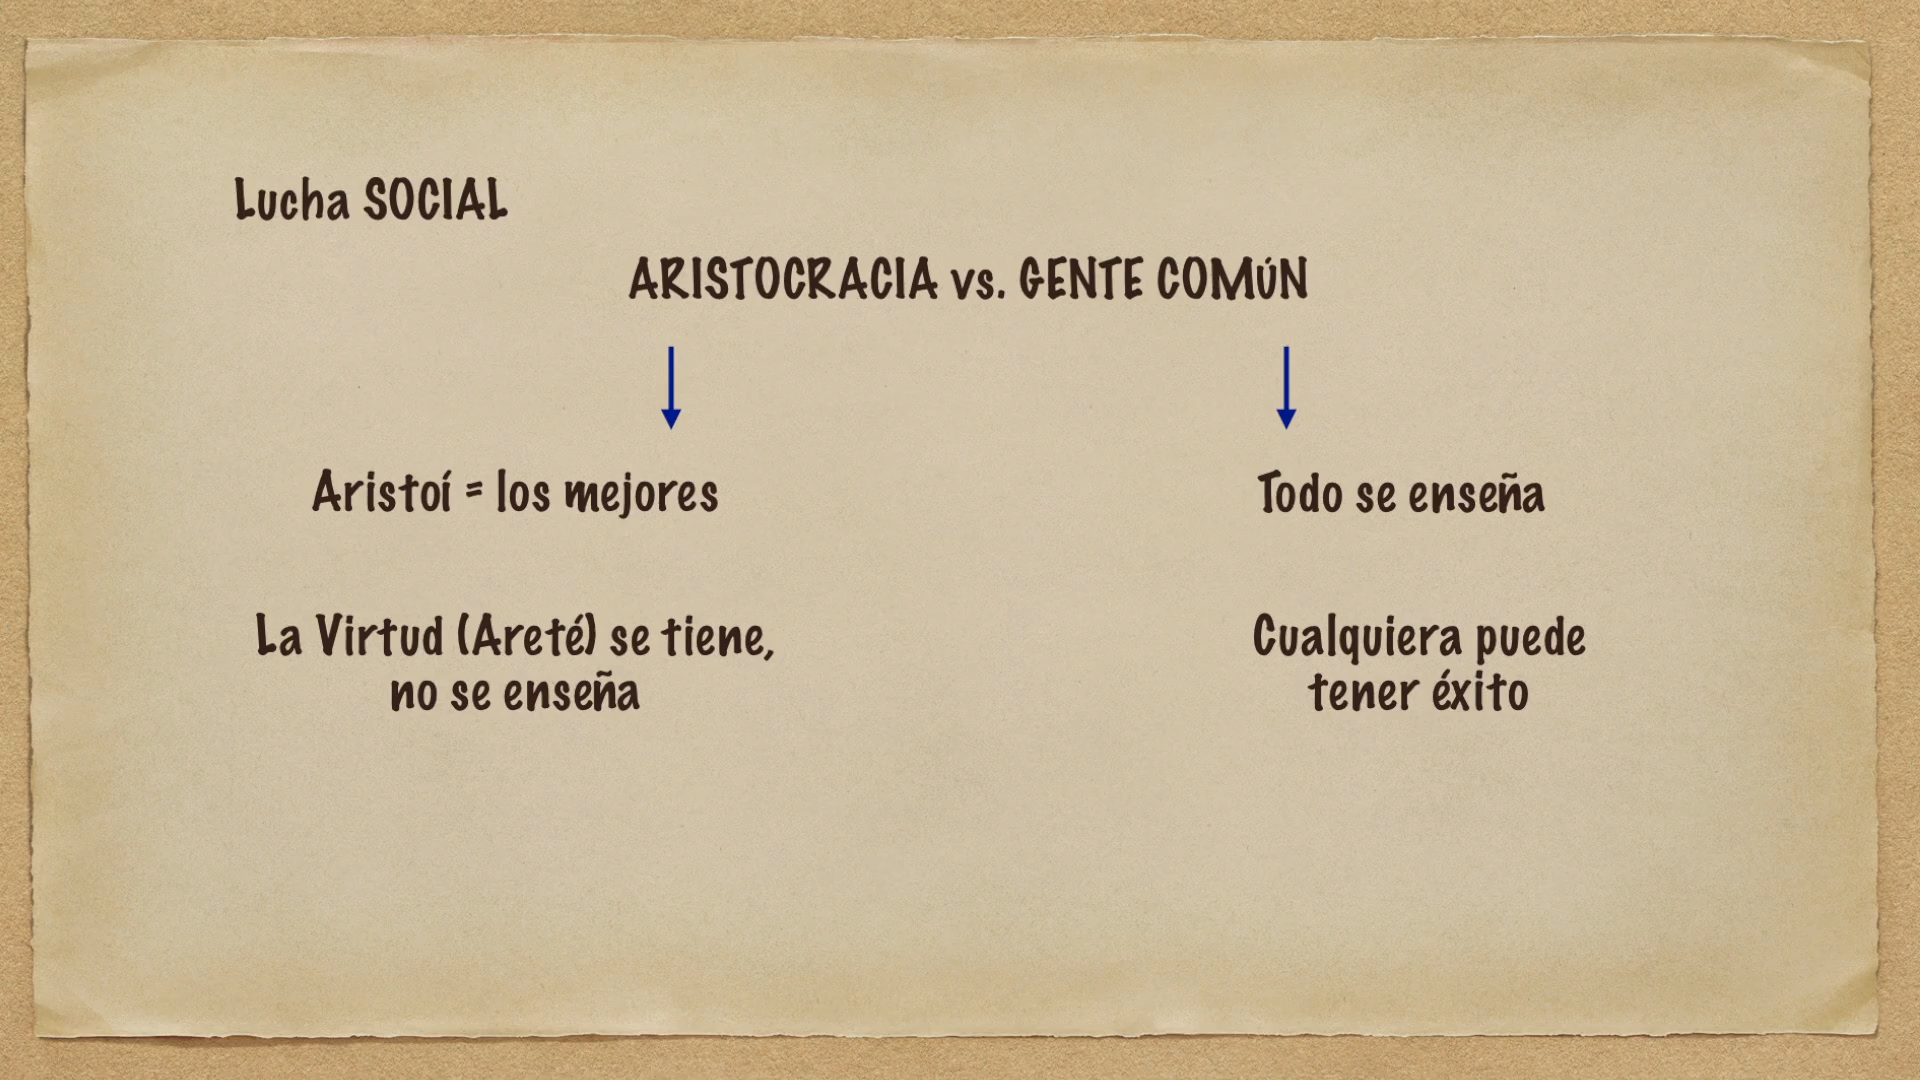 Lucha SOCIAL
ARISTOCRACIA vs. GENTE COMÚN
Aristoí = los mejores
Todo se enseña
La Virtud (Areté) se tiene,
no se enseña
Cualquiera puede
tener éxito